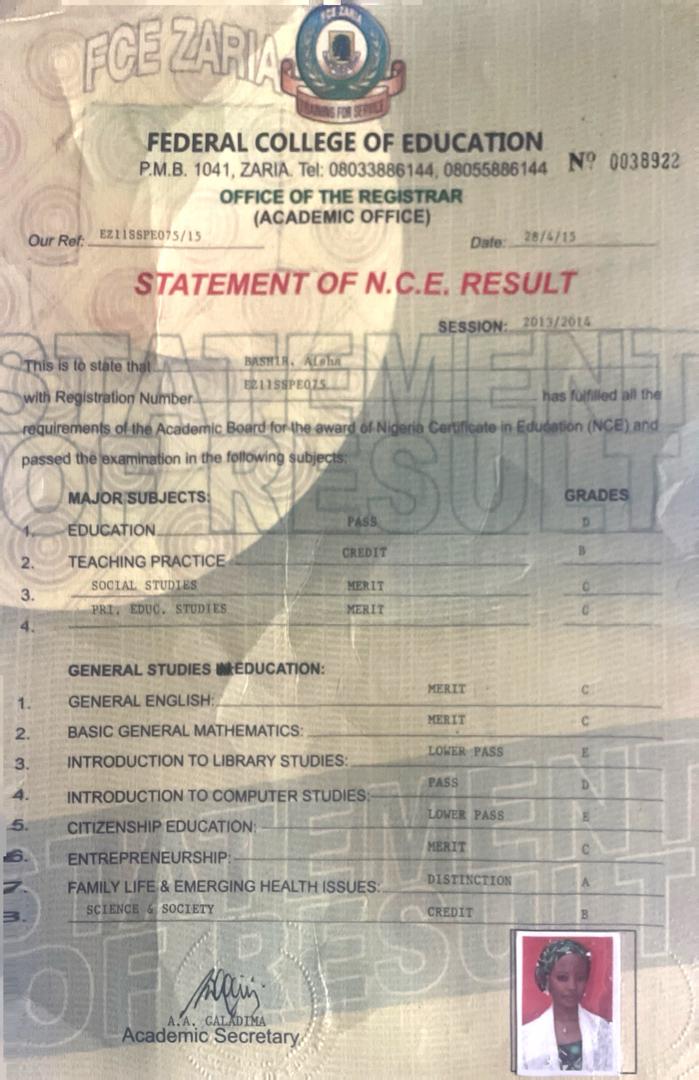 FCE ZARIA
FCE ZARIA
TRAINING FOR SERVICE
FEDERAL COLLEGE OF EDUCATION
P.M.B. 1041, ZARIA. Tel: 08033886144, 08055886144 Nº 0038922
OFFICE OF THE REGISTRAR
(ACADEMIC OFFICE)
Our Ref: EZ11SSPE075/15 Date: 28/4/15
STATEMENT OF N.C.E. RESULT
SESSION: 2013/2014
STATEMENT OF RESULT
This is to state that BASHIR, Aisha
with Registration Number EZ11SSPE075 has fulfilled all the
requirements of the Academic Board for the award of Nigeria Certificate in Education (NCE) and
passed the examination in the following subjects:
MAJOR SUBJECTS: GRADES
1. EDUCATION PASS D
2. TEACHING PRACTICE CREDIT B
3. SOCIAL STUDIES MERIT C
PRI. EDUC. STUDIES MERIT C
4.
GENERAL STUDIES IN EDUCATION:
1. GENERAL ENGLISH: MERIT C
2. BASIC GENERAL MATHEMATICS: MERIT C
3. INTRODUCTION TO LIBRARY STUDIES: LOWER PASS E
4. INTRODUCTION TO COMPUTER STUDIES: PASS D
5. CITIZENSHIP EDUCATION: LOWER PASS E
6. ENTREPRENEURSHIP: MERIT C
7. FAMILY LIFE & EMERGING HEALTH ISSUES: DISTINCTION A
8. SCIENCE & SOCIETY CREDIT B
STATEMENT OF RESULT
A.A. GALADIMA
Academic Secretary